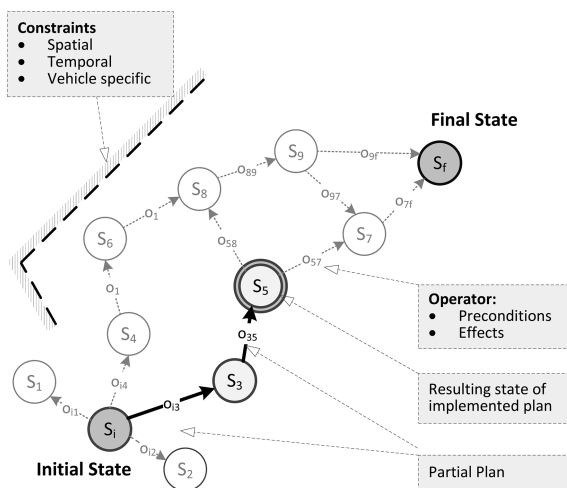 Constraints
• Spatial
• Temporal
• Vehicle specific
Final State
S9
O9f
Sf
O89
S8
O97
O1
O7f
S6
S7
O58
O57
S5
O1
Operator:
• Preconditions
• Effects
S4
O35
Oi4
S3
S1
Resulting state of
implemented plan
Oi1
Oi3
Si
Oi2
Initial State
S2
Partial Plan